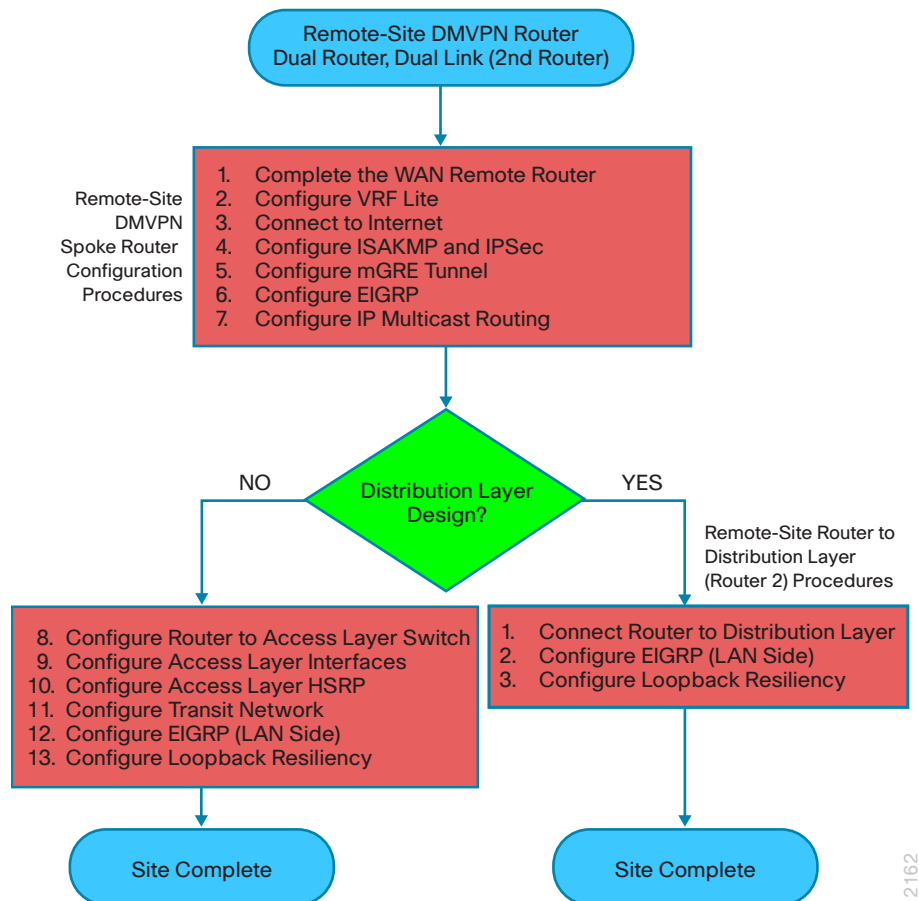 Remote-Site DMVPN Router
Dual Router, Dual Link (2nd Router)
Remote-Site
DMVPN
Spoke Router
Configuration
Procedures
1. Complete the WAN Remote Router
2. Configure VRF Lite
3. Connect to Internet
4. Configure ISAKMP and IPSec
5. Configure mGRE Tunnel
6. Configure EIGRP
7. Configure IP Multicast Routing
NO
Distribution Layer
Design?
YES
Remote-Site Router to
Distribution Layer
(Router 2) Procedures
8. Configure Router to Access Layer Switch
9. Configure Access Layer Interfaces
10. Configure Access Layer HSRP
11. Configure Transit Network
12. Configure EIGRP (LAN Side)
13. Configure Loopback Resiliency
1. Connect Router to Distribution Layer
2. Configure EIGRP (LAN Side)
3. Configure Loopback Resiliency
Site Complete
Site Complete
2162